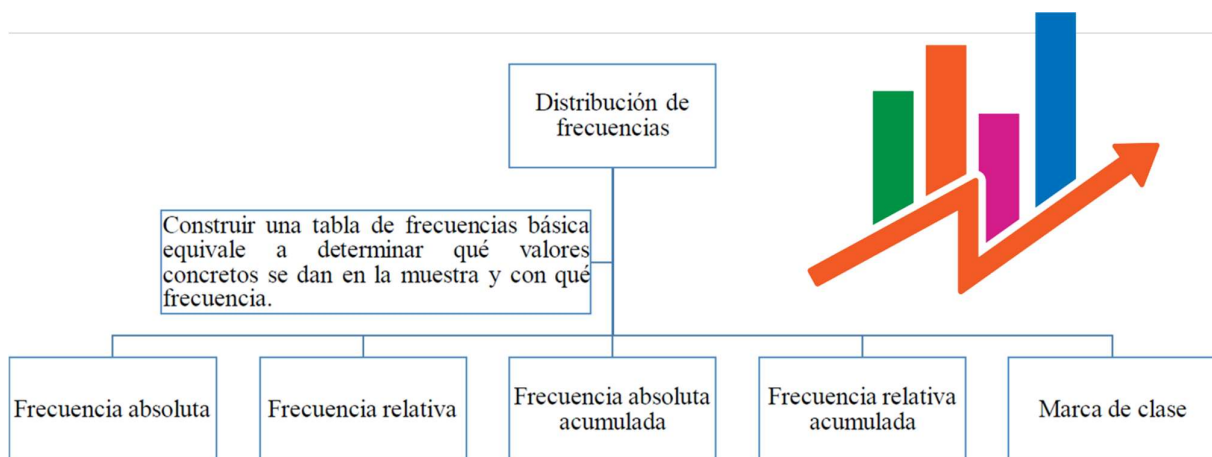 Distribución de
frecuencias
Construir una tabla de frecuencias básica
equivale a determinar qué valores
concretos se dan en la muestra y con qué
frecuencia.
Frecuencia absoluta
Frecuencia relativa
Frecuencia absoluta
acumulada
Frecuencia relativa
acumulada
Marca de clase